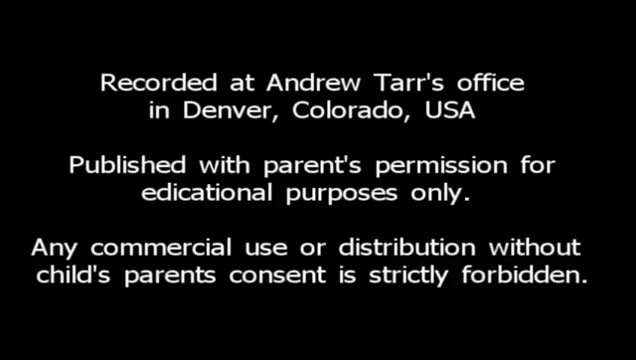 Recorded at Andrew Tarr's office
in Denver, Colorado, USA
Published with parent's permission for
edicational purposes only.
Any commercial use or distribution without
child's parents consent is strictly forbidden.